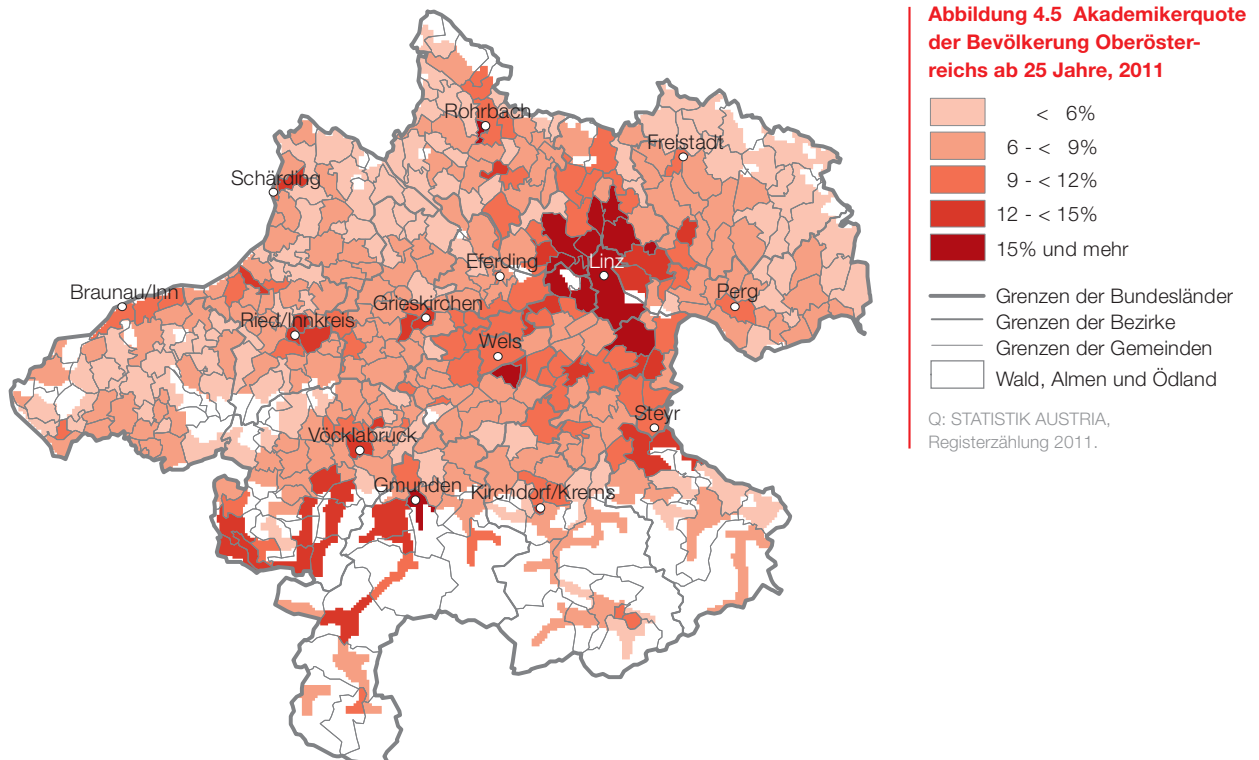 Abbildung 4.5 Akademikerquote
der Bevölkerung Oberöster-
reichs ab 25 Jahre, 2011
< 6%
6 - < 9%
9 - < 12%
12 - < 15%
15% und mehr
Grenzen der Bundesländer
Grenzen der Bezirke
Grenzen der Gemeinden
Wald, Almen und Ödland
Q: STATISTIK AUSTRIA,
Registerzählung 2011.
Rohrbach
Freistadt
Schärding
Eferding
Linz
Braunau/Inn
Grieskirchen
Perg
Ried/Innkreis
Wels
Steyr
Vöcklabruck
Gmunden
Kirchdorf/Krems